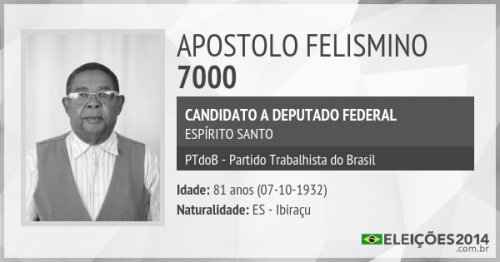 APOSTOLO FELISMINO
7000
CANDIDATO A DEPUTADO FEDERAL
ESPÍRITO SANTO
PTdoB - Partido Trabalhista do Brasil
Idade: 81 anos (07-10-1932)
Naturalidade: ES - Ibiraçu
ELEIÇÕES2014
.com.br